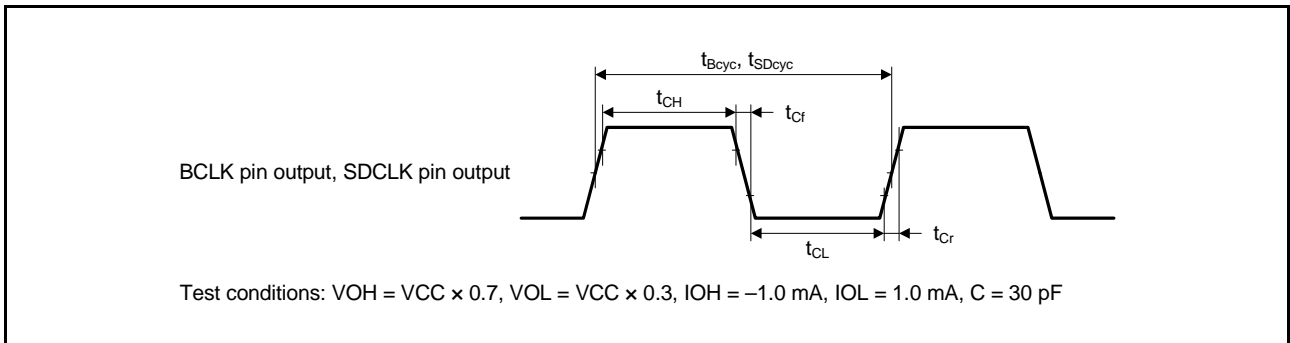 tBcyc, tSDcyc
tCH
tCf
BCLK pin output, SDCLK pin output
tCL
tCr
Test conditions: VOH = VCC × 0.7, VOL = VCC × 0.3, IOH = –1.0 mA, IOL = 1.0 mA, C = 30 pF